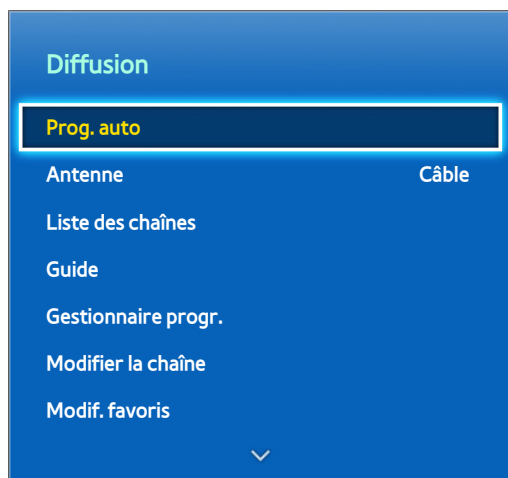 Diffusion
Prog. auto
Antenne Câble
Liste des chaînes
Guide
Gestionnaire progr.
Modifier la chaîne
Modif. favoris